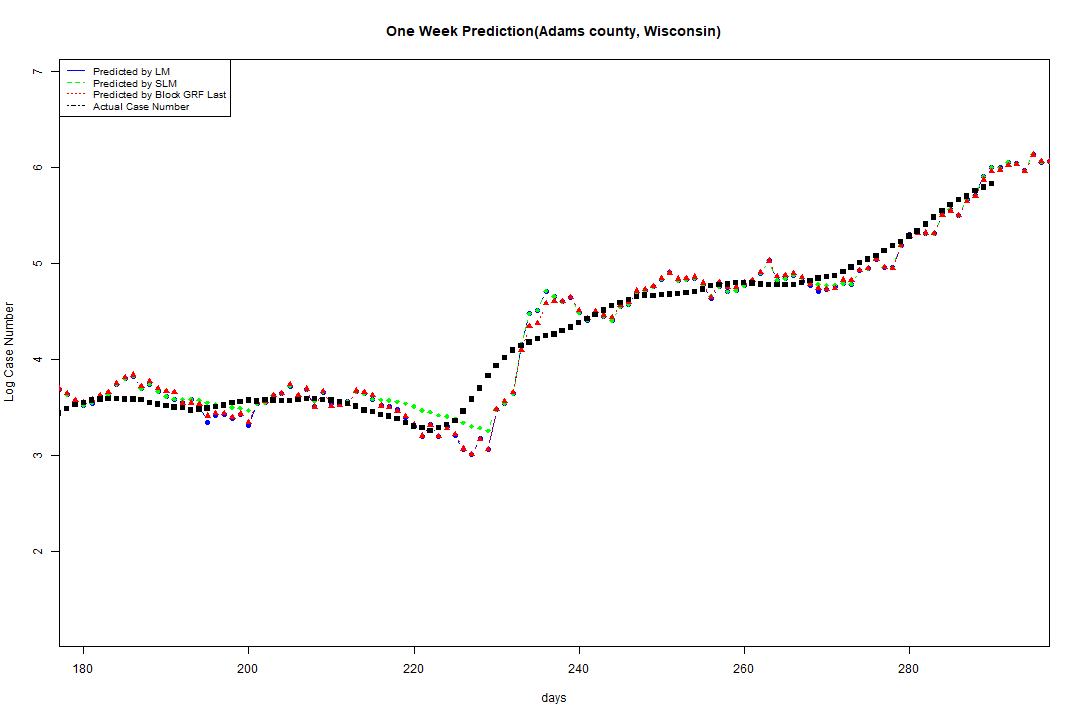 One Week Prediction(Adams county, Wisconsin)
Predicted by LM
Predicted by SLM
Predicted by Block GRF Last
Actual Case Number
7
6
5
4
3
2
Log Case Number
180 200 220 240 260 280
days